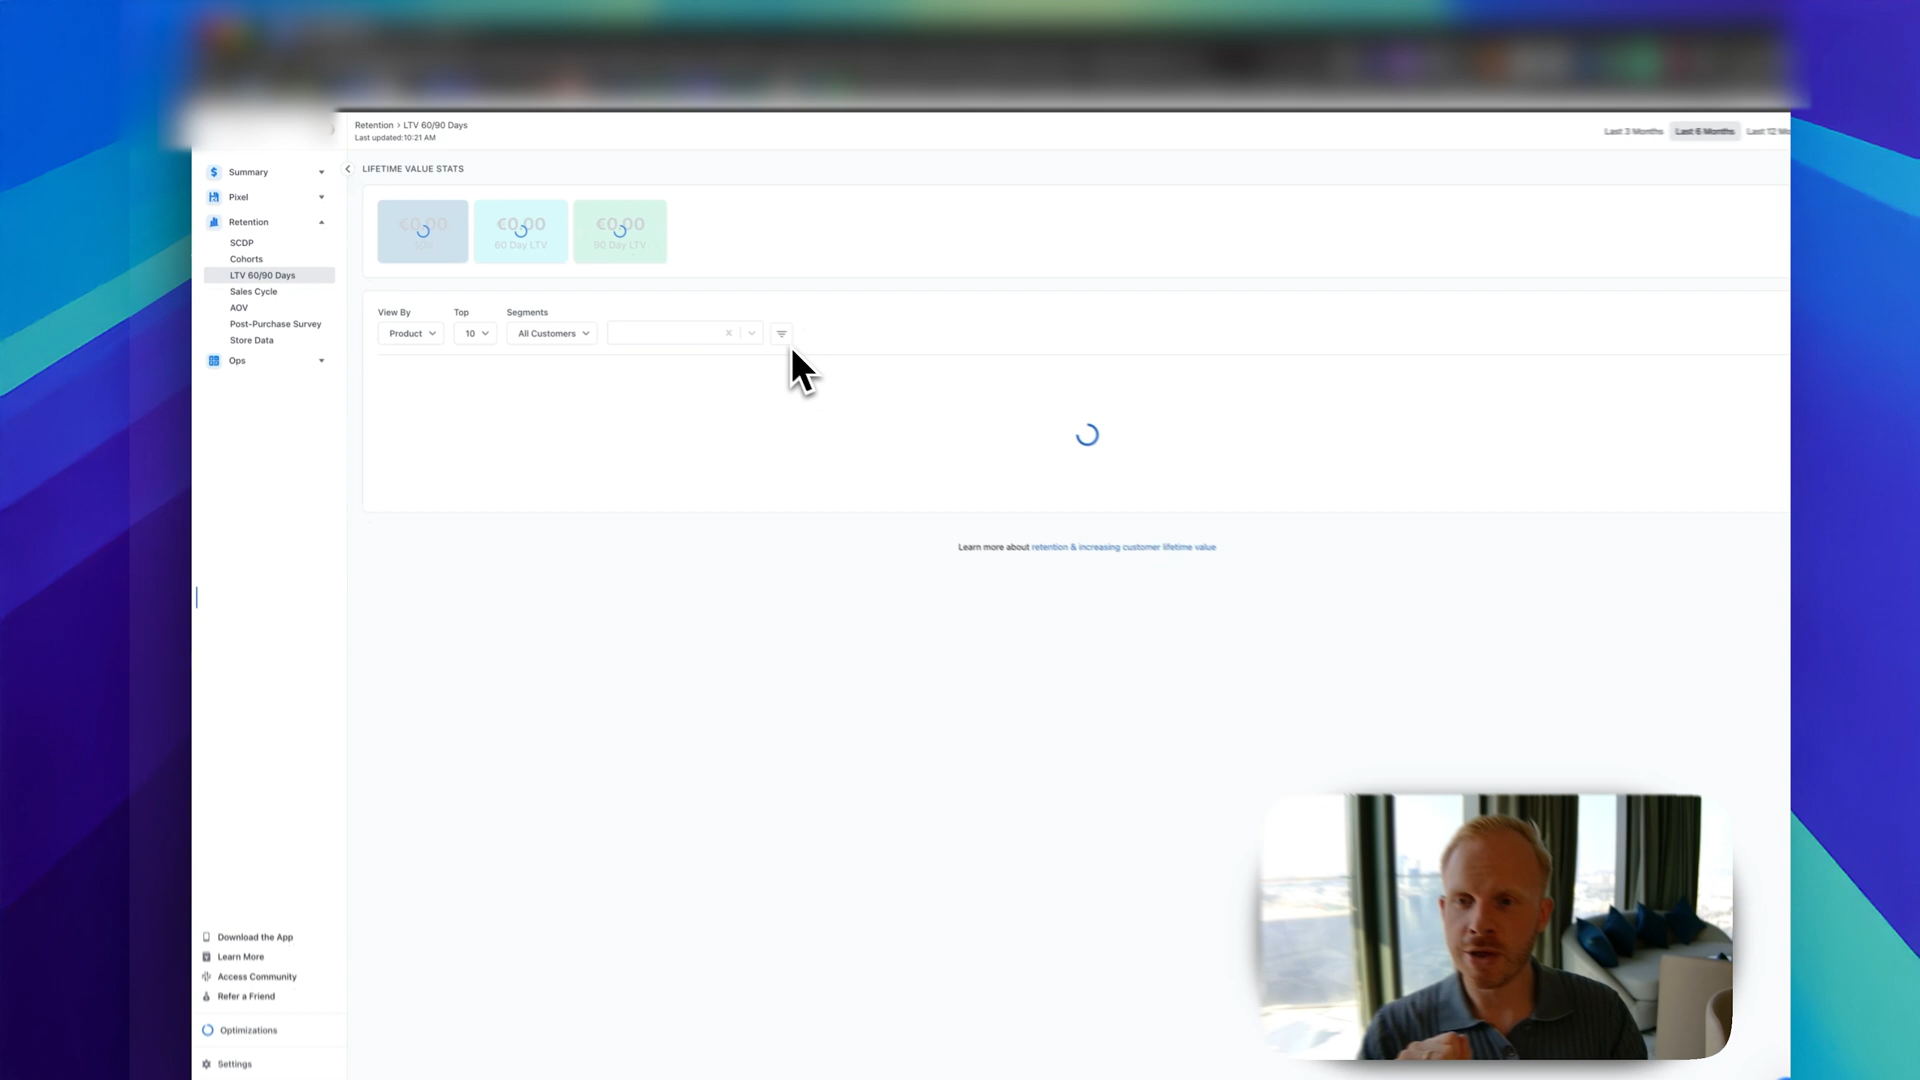 Retention > LTV 60/90 Days
Last updated:10:21 AM
Last 3 Months
Last 6 Months
Last 12 Mo
Summary
Pixel
Retention
SCDP
Cohorts
LTV 60/90 Days
Sales Cycle
AOV
Post-Purchase Survey
Store Data
Ops
LIFETIME VALUE STATS
€0.00
€0.00
60 Day LTV
€0.00
90 Day LTV
View By
Top
Segments
Product
10
All Customers
Learn more about retention & increasing customer lifetime value
Download the App
Learn More
Access Community
Refer a Friend
Optimizations
Settings